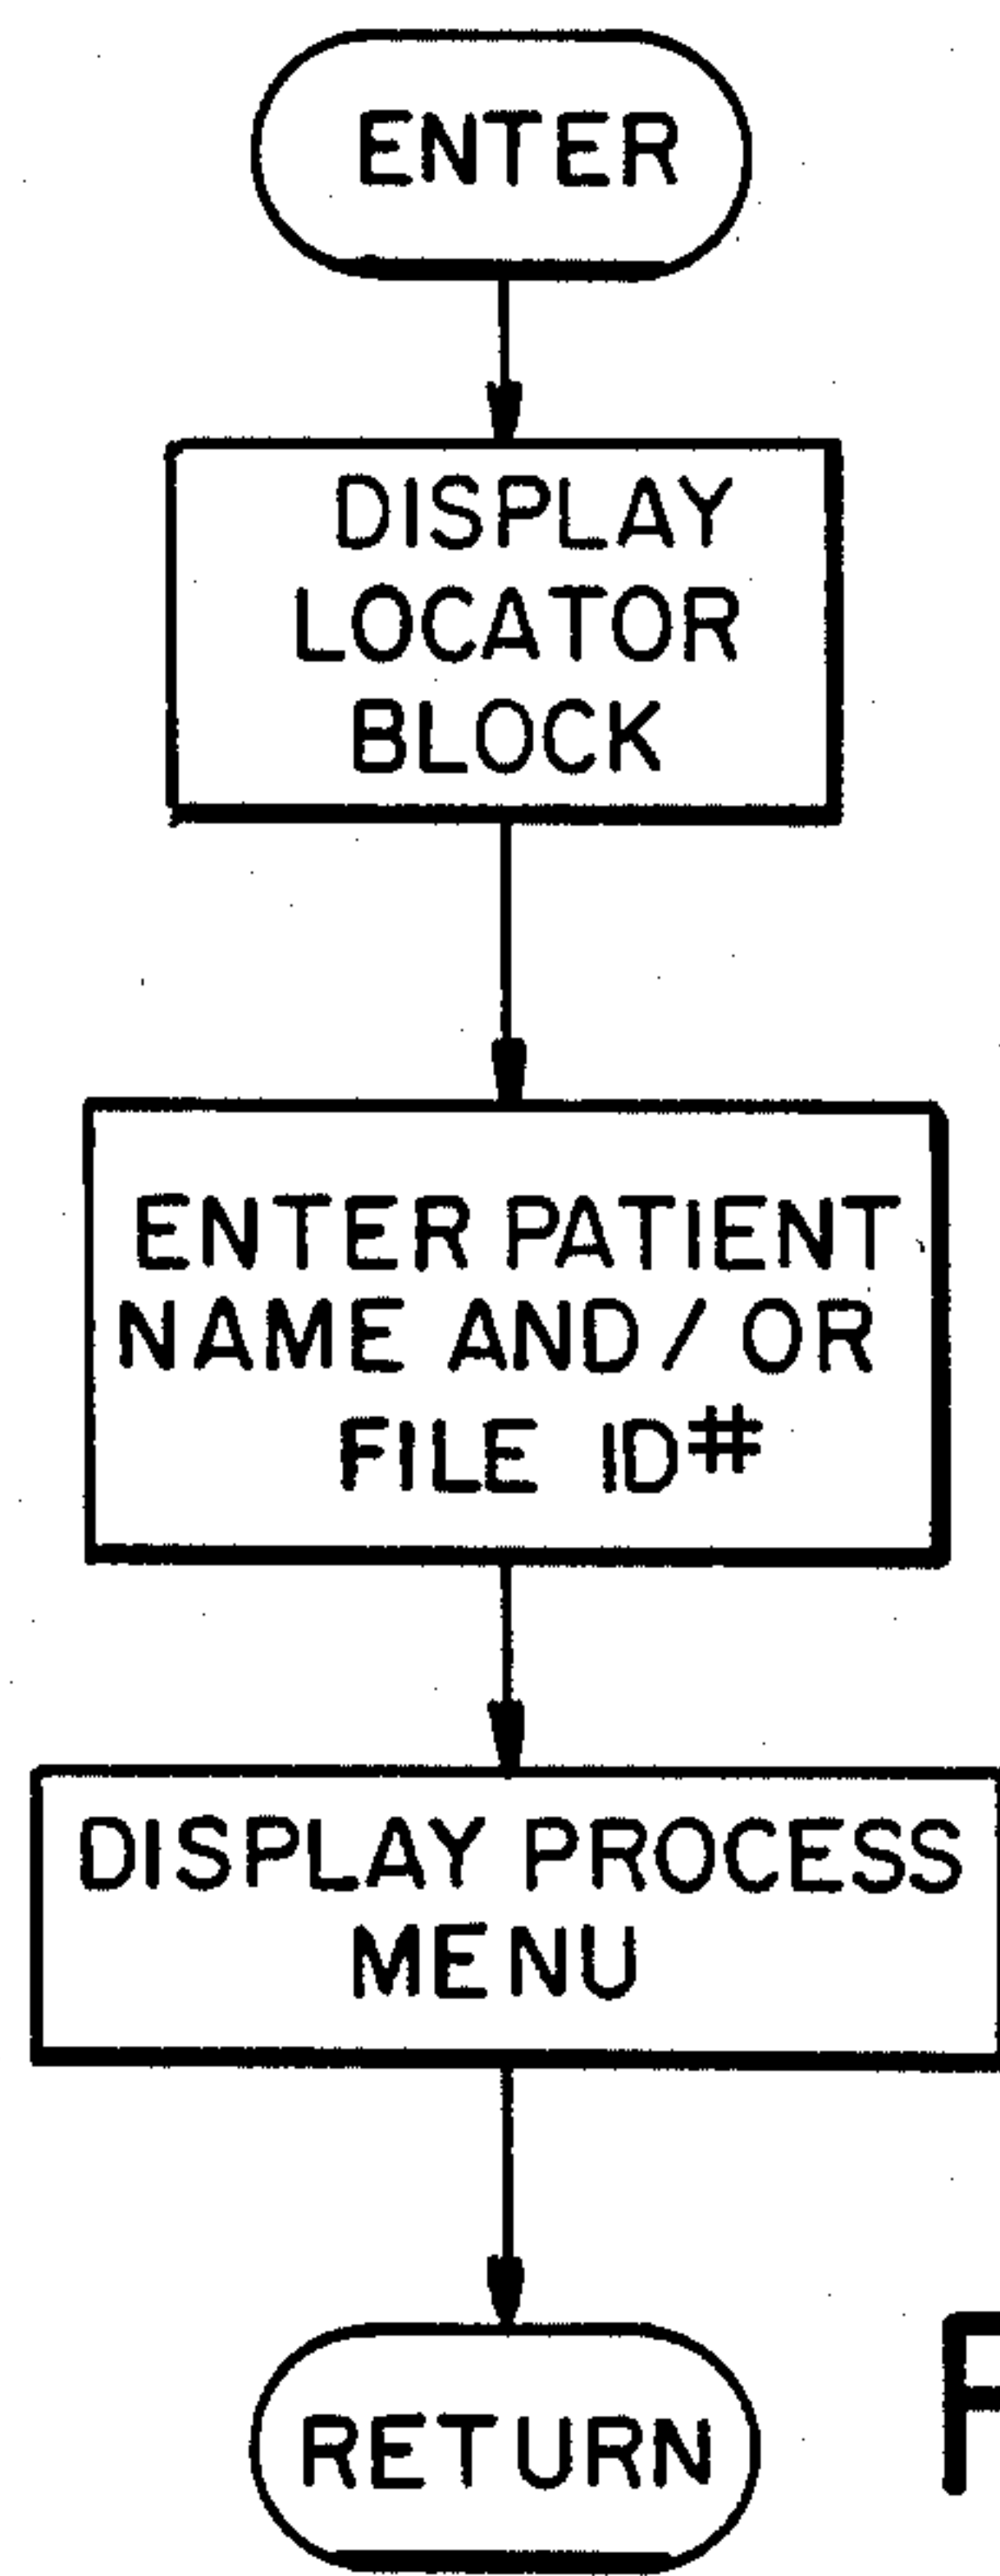 ENTER
DISPLAY
LOCATOR
BLOCK
ENTER PATIENT
NAME AND/OR
FILE ID#
DISPLAY PROCESS
MENU
RETURN